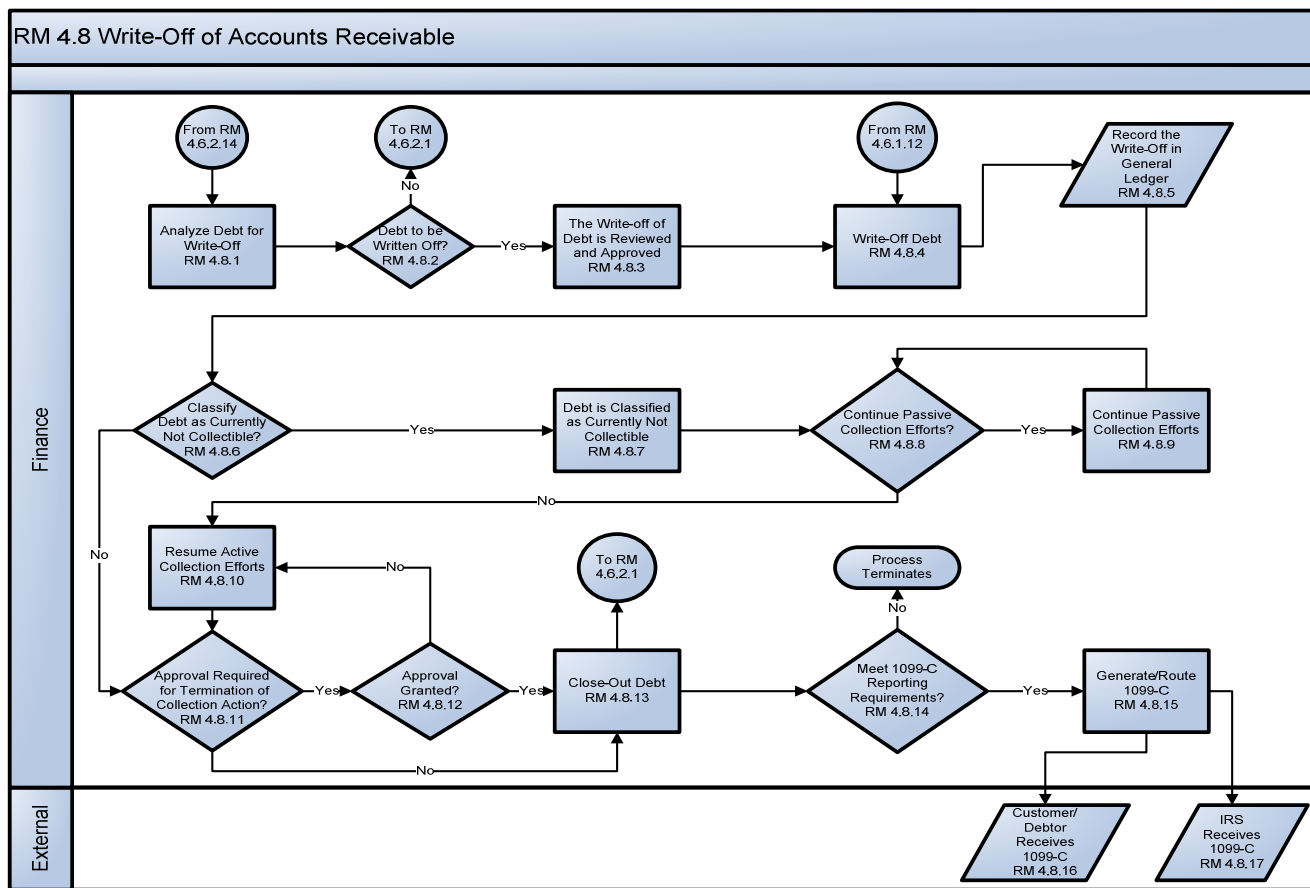 RM 4.8 Write-Off of Accounts Receivable
Finance
From RM
4.6.2.14
To RM
4.6.2.1
From RM
4.6.1.12
Record the
Write-Off in
General
Ledger
RM 4.8.5
No
Analyze Debt for
Write-Off
RM 4.8.1
Debt to be
Written Off?
RM 4.8.2
Yes
The Write-off of
Debt is Reviewed
and Approved
RM 4.8.3
Write-Off Debt
RM 4.8.4
Classify
Debt as Currently
Not Collectible?
RM 4.8.6
Yes
Debt is Classified
as Currently Not
Collectible
RM 4.8.7
Continue Passive
Collection Efforts?
RM 4.8.8
Yes
Continue Passive
Collection Efforts
RM 4.8.9
No
No
Resume Active
Collection Efforts
RM 4.8.10
No
To RM
4.6.2.1
Process
Terminates
No
Approval Required
for Termination of
Collection Action?
RM 4.8.11
Yes
Approval
Granted?
RM 4.8.12
Yes
Close-Out Debt
RM 4.8.13
Meet 1099-C
Reporting
Requirements?
RM 4.8.14
Yes
Generate/Route
1099-C
RM 4.8.15
No
External
Customer/
Debtor
Receives
1099-C
RM 4.8.16
IRS
Receives
1099-C
RM 4.8.17